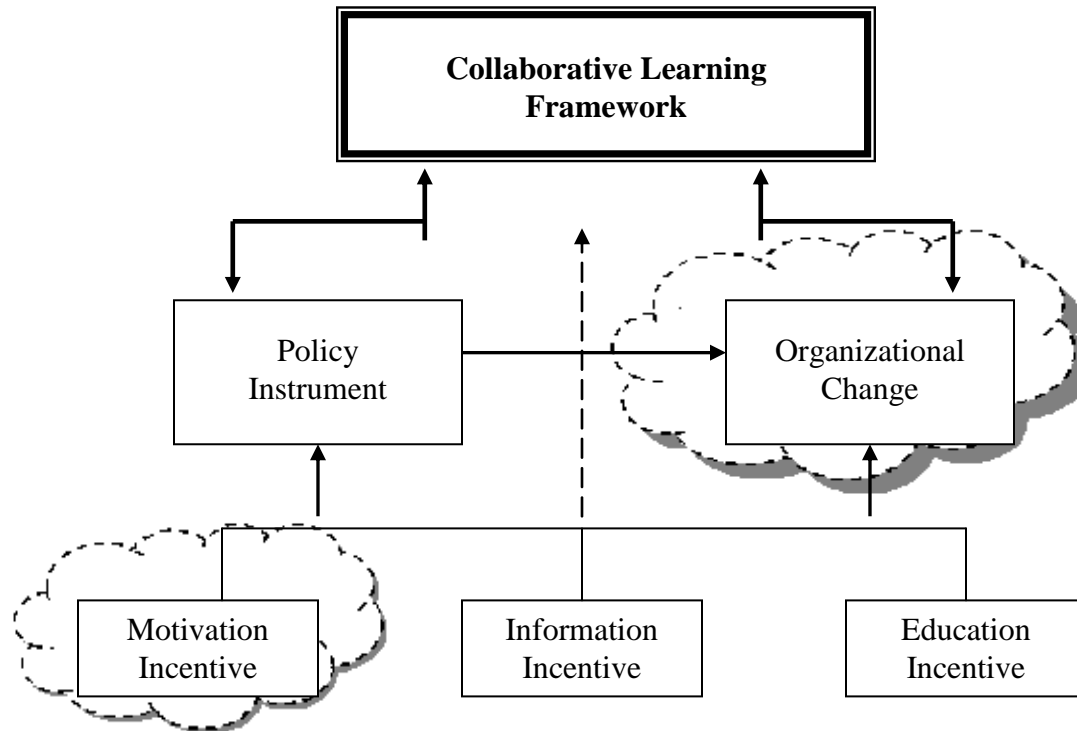 Collaborative Learning
Framework
Policy
Instrument
Organizational
Change
Motivation
Incentive
Information
Incentive
Education
Incentive